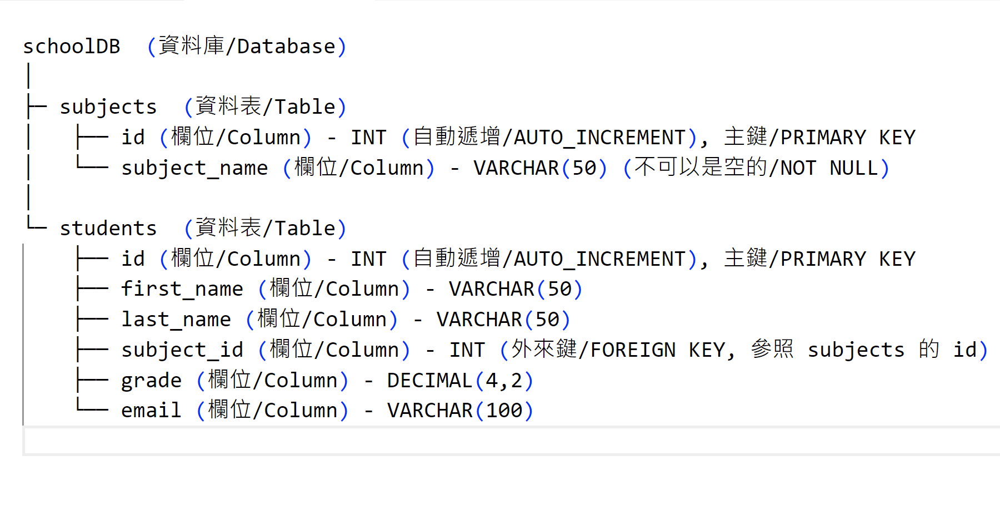 schoolDB （資料庫/Database）
│
├─ subjects （資料表/Table）
│   ├── id (欄位/Column) - INT (自動遞增/AUTO_INCREMENT), 主鍵/PRIMARY KEY
│   └── subject_name (欄位/Column) - VARCHAR(50) (不可以是空的/NOT NULL)
│
└─ students （資料表/Table）
    ├── id (欄位/Column) - INT (自動遞增/AUTO_INCREMENT), 主鍵/PRIMARY KEY
    ├── first_name (欄位/Column) - VARCHAR(50)
    ├── last_name (欄位/Column) - VARCHAR(50)
    ├── subject_id (欄位/Column) - INT (外來鍵/FOREIGN KEY, 參照 subjects 的 id)
    ├── grade (欄位/Column) - DECIMAL(4,2)
    └── email (欄位/Column) - VARCHAR(100)